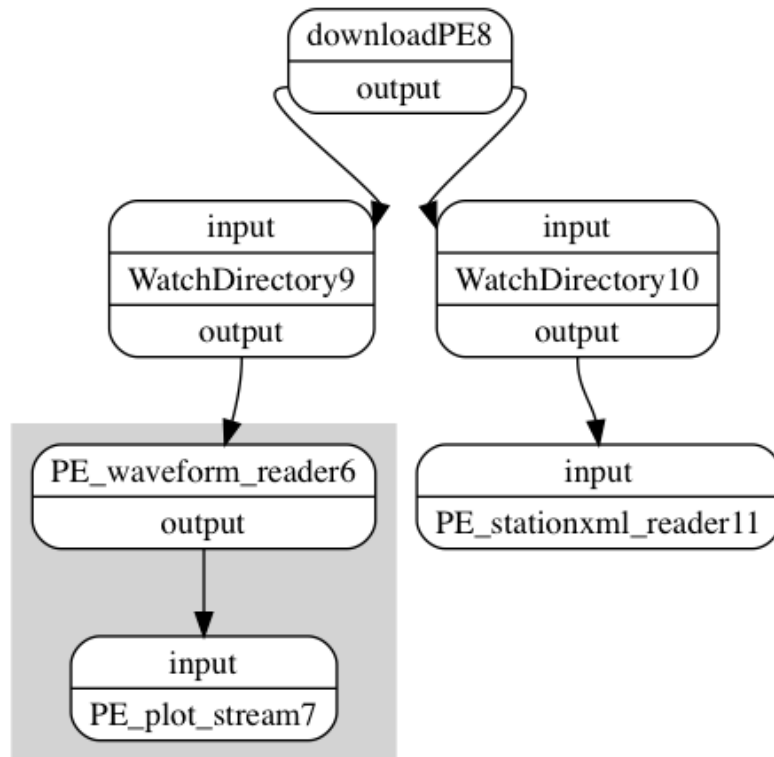 downloadPE8
output
input
WatchDirectory9
output
input
WatchDirectory10
output
PE_waveform_reader6
output
input
PE_stationxml_reader11
input
PE_plot_stream7